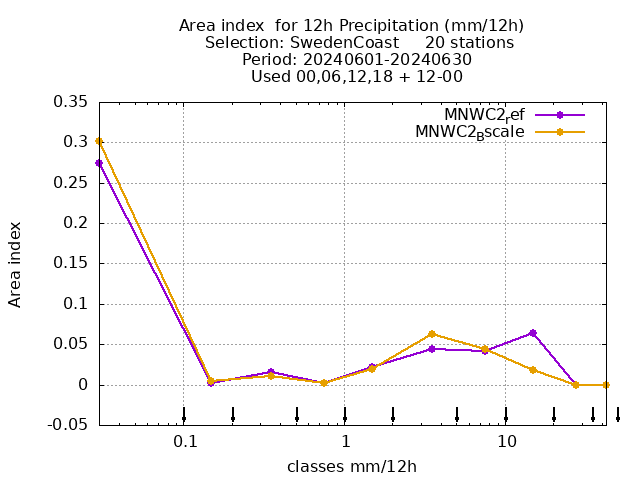 Area index  for 12h Precipitation (mm/12h)
Selection: SwedenCoast     20 stations
Period: 20240601-20240630
Used 00,06,12,18 + 12-00
MNWC2_ref
MNWC2_Bscale
0.35
0.3
0.25
0.2
0.15
0.1
0.05
0
-0.05
Area index
0.1
1
10
classes mm/12h